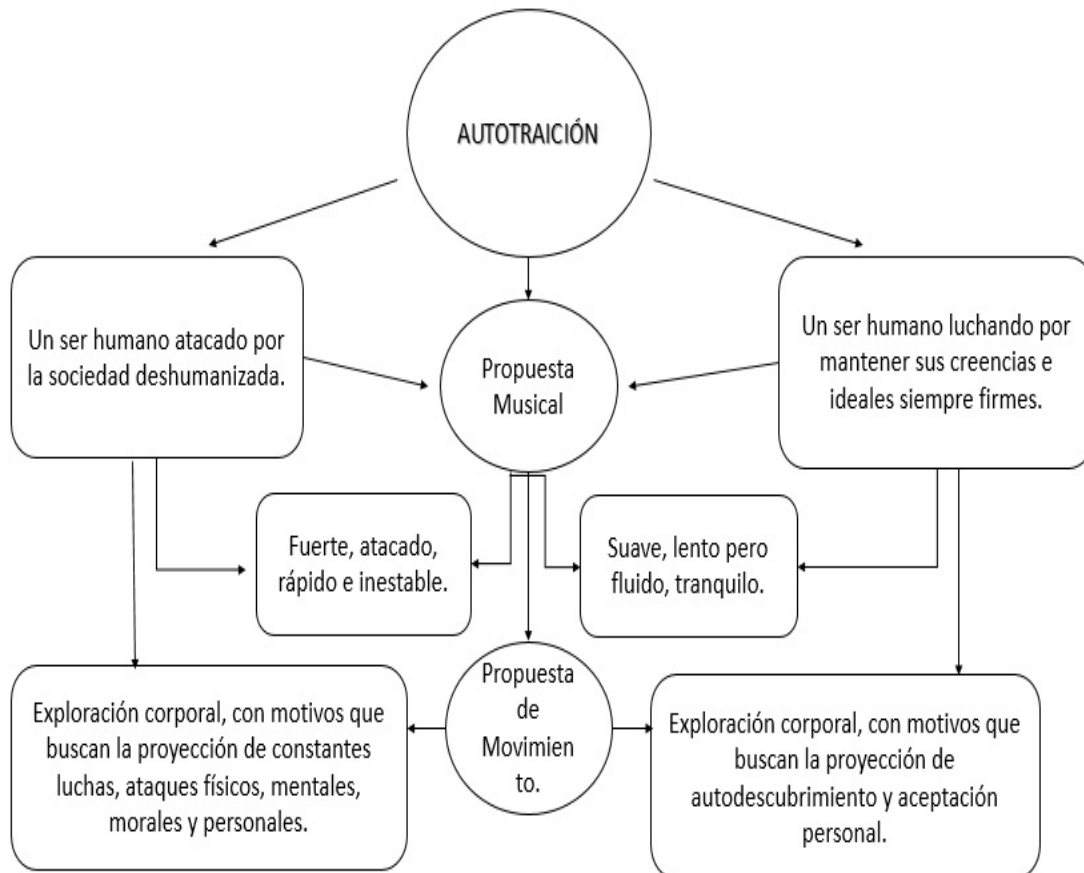 AUTOTRAICIÓN
Un ser humano atacado por
la sociedad deshumanizada.
Propuesta
Musical
Un ser humano luchando por
mantener sus creencias e
ideales siempre firmes.
Fuerte, atacado,
rápido e inestable.
Suave, lento pero
fluido, tranquilo.
Exploración corporal, con motivos que
buscan la proyección de constantes
luchas, ataques físicos, mentales,
morales y personales.
Propuesta
de
Movimien
to.
Exploración corporal, con motivos que
buscan la proyección de
autodescubrimiento y aceptación
personal.